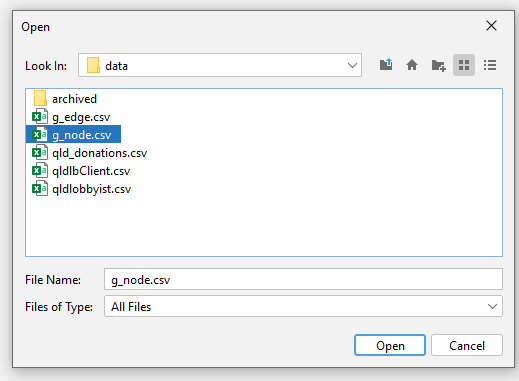 Open
Look In: data
archived
g_edge.csv
g_node.csv
qld_donations.csv
qldlbClient.csv
qldlobbyist.csv
File Name: g_node.csv
Files of Type: All Files
Open Cancel